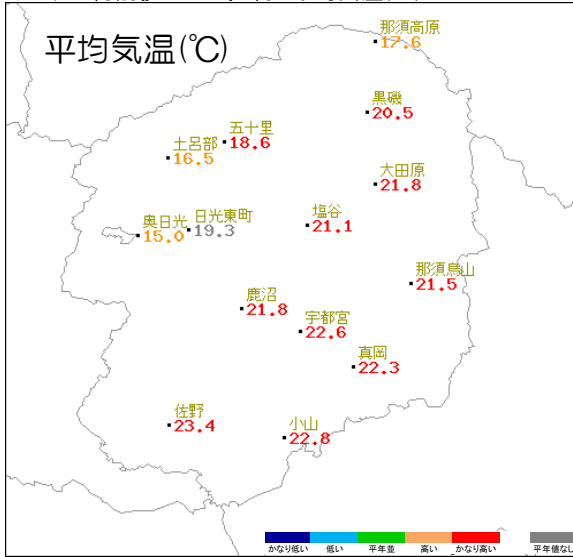 平均気温(℃)
那須高原
17.6
黒磯
20.5
五十里
18.6
土呂部
16.5
大田原
21.8
日光東町
19.3
奥日光
15.0
塩谷
21.1
那須烏山
21.5
鹿沼
21.8
宇都宮
22.6
真岡
22.3
佐野
23.4
小山
22.8
かなり低い 低い 平年並 高い かなり高い 平年値なし